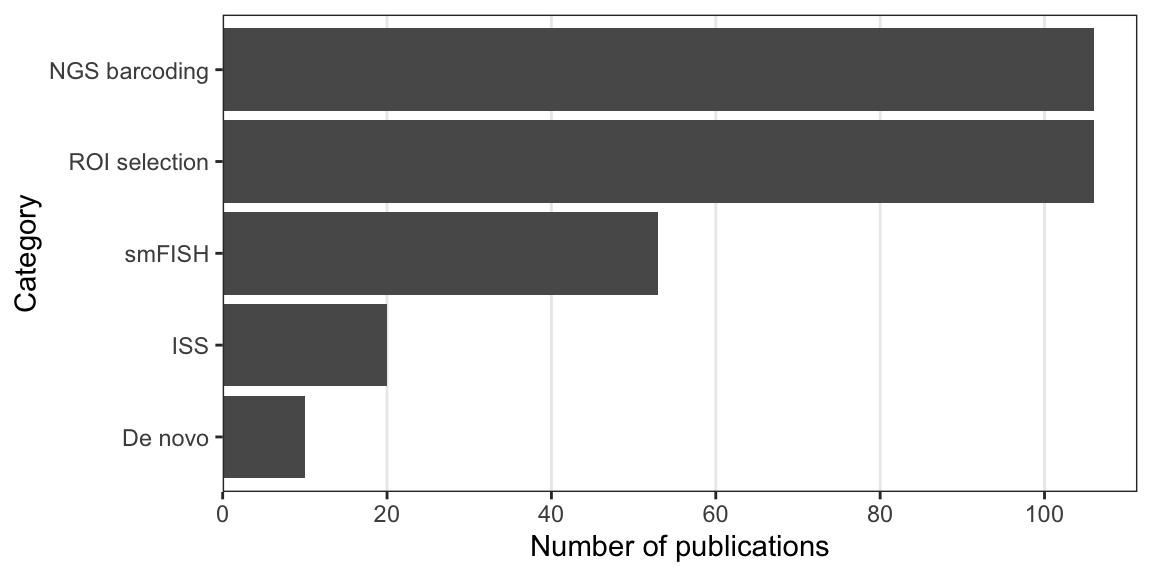 NGS barcoding
ROI selection
smFISH
ISS
De novo
Category
0 20 40 60 80 100
Number of publications